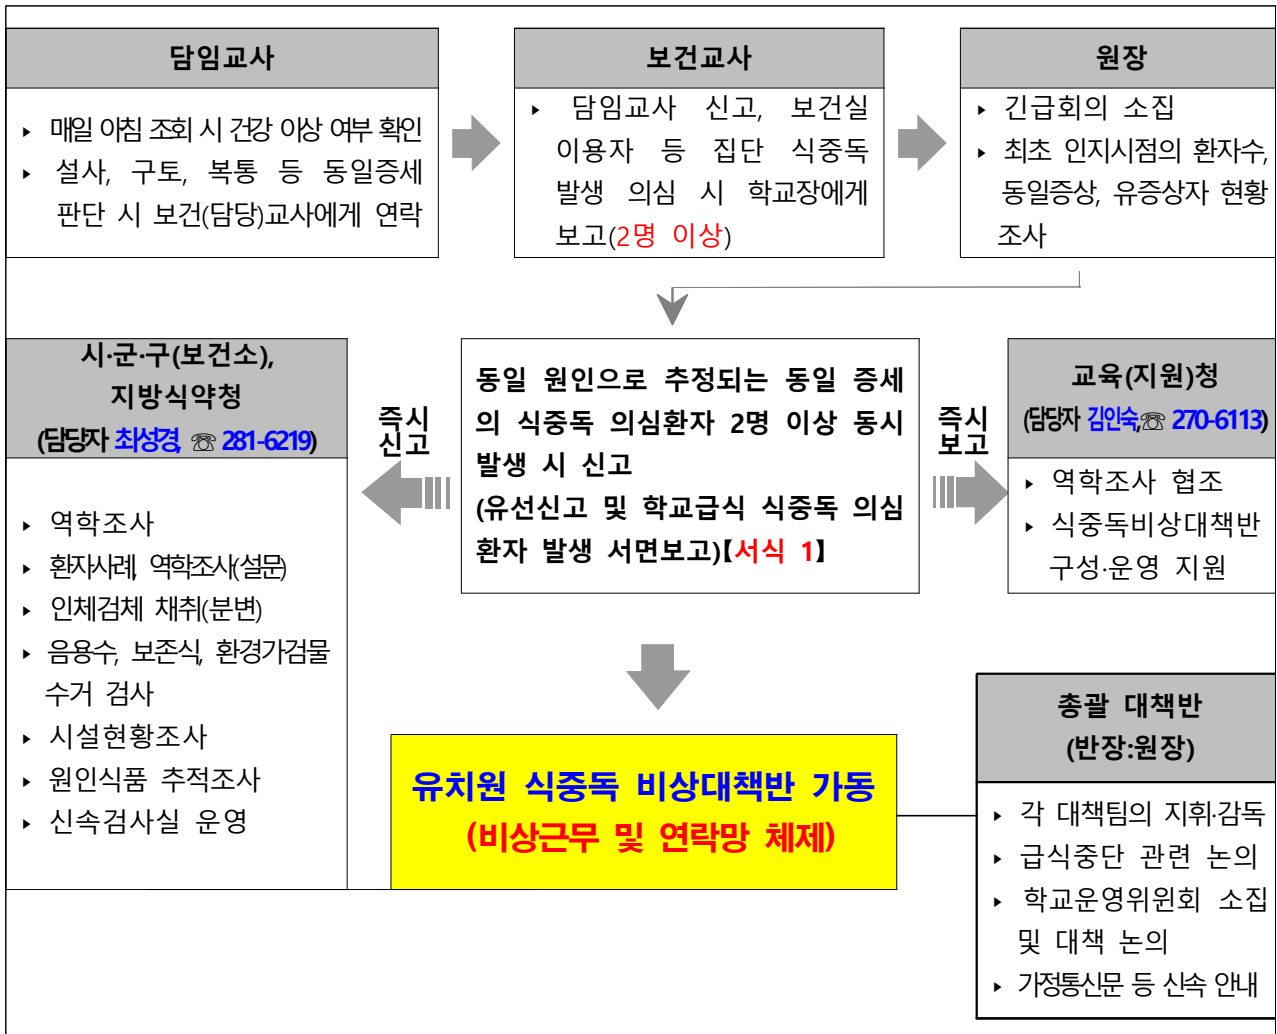 담임교사
▸ 매일 아침 조회 시 건강 이상 여부 확인
▸ 설사, 구토, 복통 등 동일증세
판단 시 보건(담당)교사에게 연락
보건교사
▸ 담임교사 신고, 보건실
이용자 등 집단 식중독
발생 의심 시 학교장에게
보고(2명 이상)
원장
▸ 긴급회의 소집
▸ 최초 인지시점의 환자수,
동일증상, 유증상자 현황
조사
시·군·구(보건소),
지방식약청
(담당자 최성경, ☏ 281-6219)
▸ 역학조사
▸ 환자사례, 역학조사(설문)
▸ 인체검체 채취(분변)
▸ 음용수, 보존식, 환경가검물
수거 검사
▸ 시설현황조사
▸ 원인식품 추적조사
▸ 신속검사실 운영
즉시
신고
동일 원인으로 추정되는 동일 증세
의 식중독 의심환자 2명 이상 동시
발생 시 신고
(유선신고 및 학교급식 식중독 의심
환자 발생 서면보고)【서식 1】
즉시
보고
교육(지원)청
(담당자 김인숙,☏ 270-6113)
▸ 역학조사 협조
▸ 식중독비상대책반
구성·운영 지원
유치원 식중독 비상대책반 가동
(비상근무 및 연락망 체제)
총괄 대책반
(반장:원장)
▸ 각 대책팀의 지휘·감독
▸ 급식중단 관련 논의
▸ 학교운영위원회 소집
및 대책 논의
▸ 가정통신문 등 신속 안내